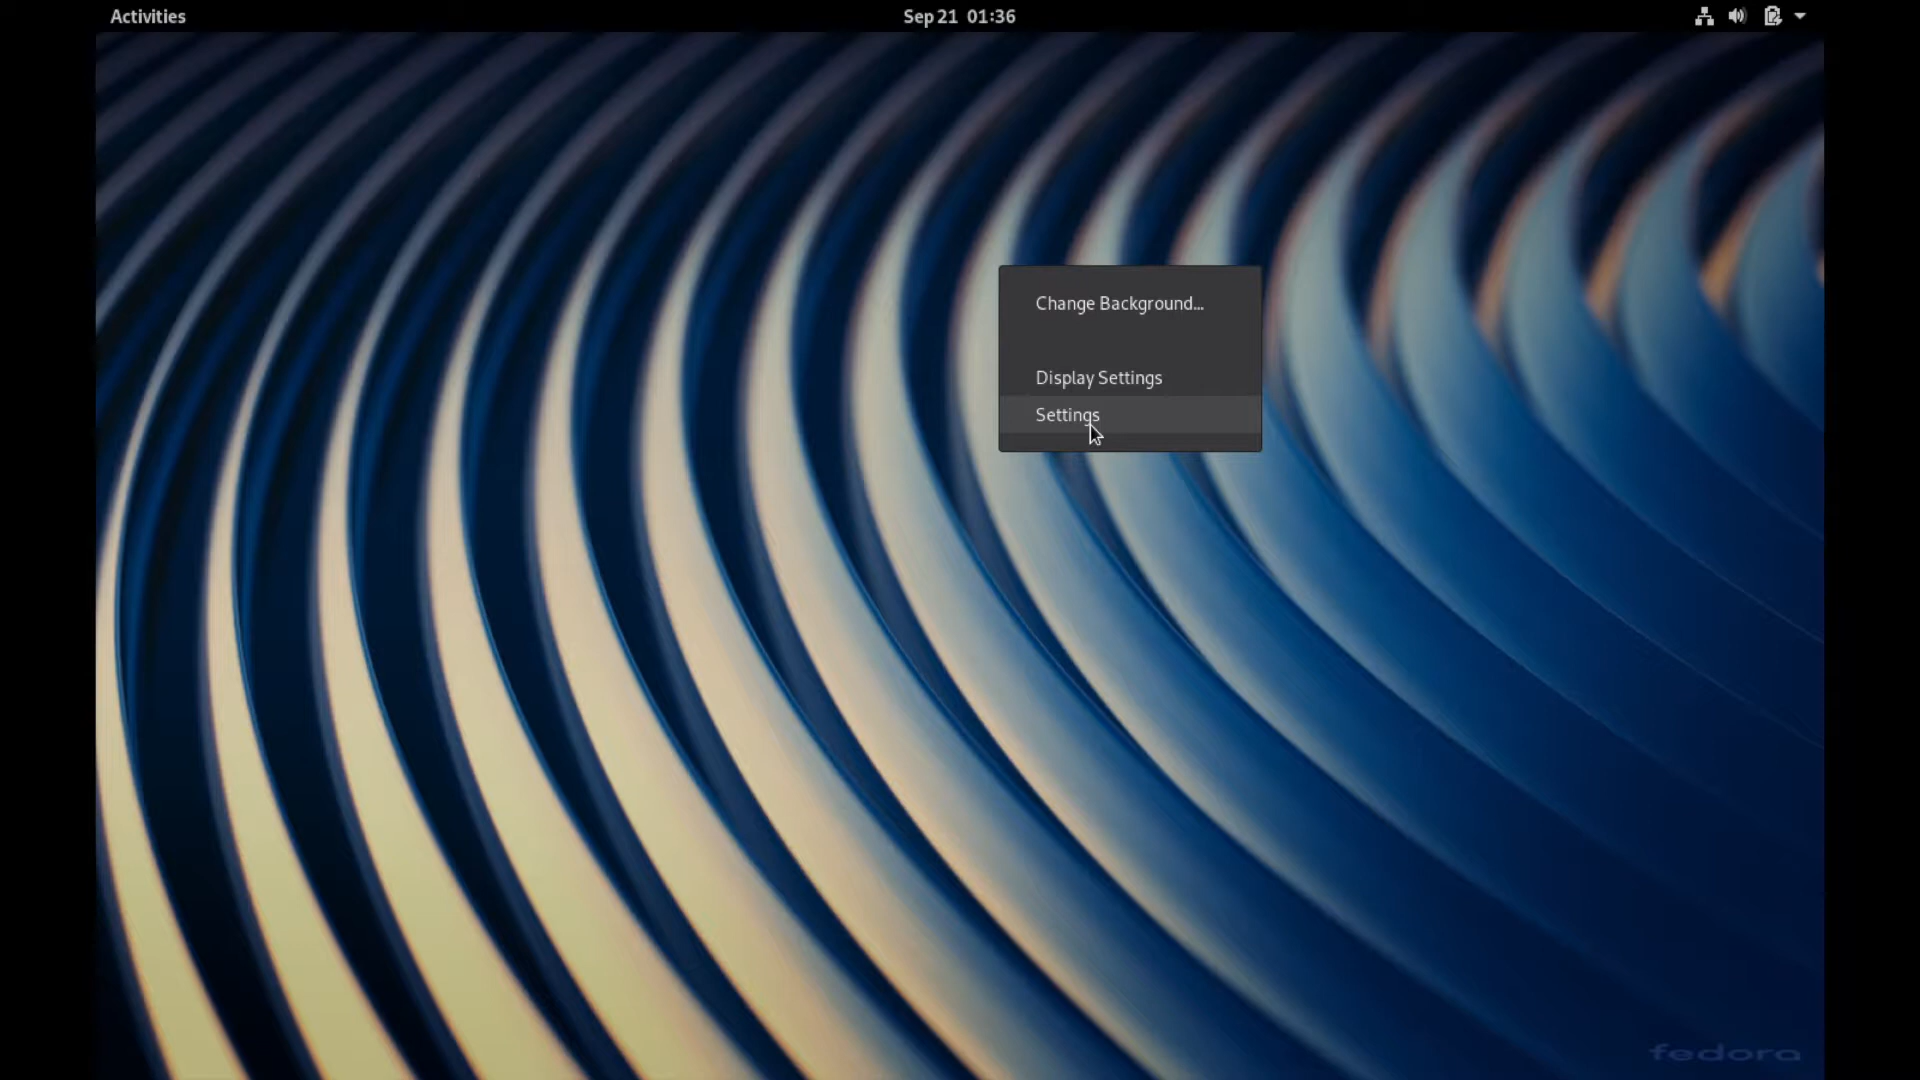 Activities
Sep 21 01:36
Change Background...
Display Settings
Settings
fedora